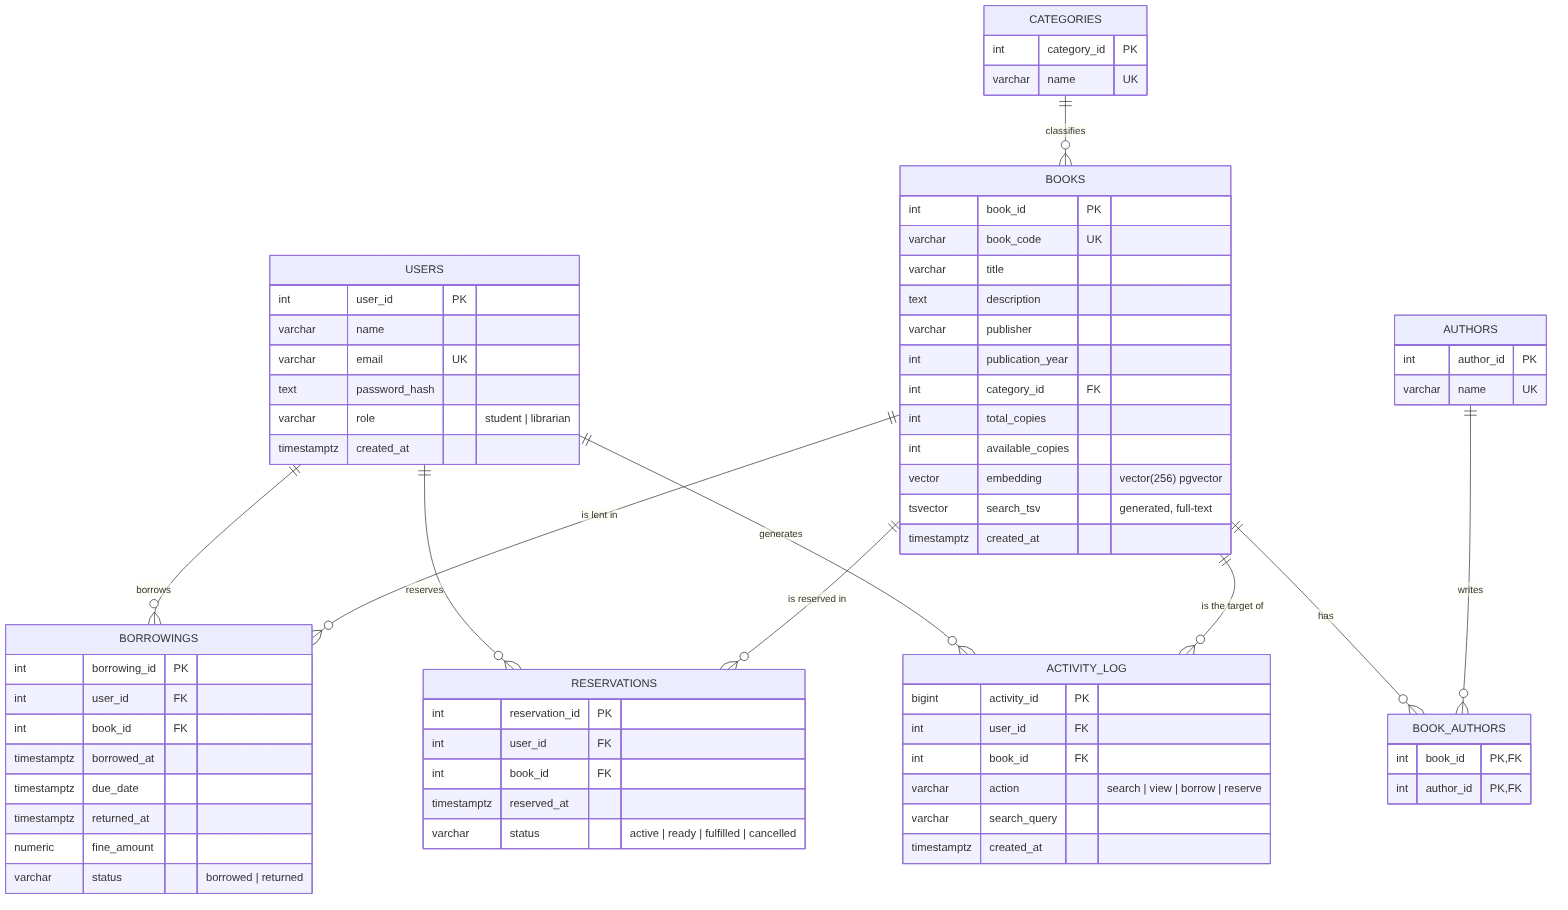 CATEGORIES
int category_id PK
varchar name UK
classifies
BOOKS
int book_id PK
varchar book_code UK
varchar title
text description
varchar publisher
int publication_year
int category_id FK
int total_copies
int available_copies
vector embedding vector(256) pgvector
tsvector search_tsv generated, full-text
timestamptz created_at
USERS
int user_id PK
varchar name
varchar email UK
text password_hash
varchar role student | librarian
timestamptz created_at
AUTHORS
int author_id PK
varchar name UK
is lent in
generates
borrows
reserves
is reserved in
is the target of
has
writes
BORROWINGS
int borrowing_id PK
int user_id FK
int book_id FK
timestamptz borrowed_at
timestamptz due_date
timestamptz returned_at
numeric fine_amount
varchar status borrowed | returned
RESERVATIONS
int reservation_id PK
int user_id FK
int book_id FK
timestamptz reserved_at
varchar status active | ready | fulfilled | cancelled
ACTIVITY_LOG
bigint activity_id PK
int user_id FK
int book_id FK
varchar action search | view | borrow | reserve
varchar search_query
timestamptz created_at
BOOK_AUTHORS
int book_id PK,FK
int author_id PK,FK